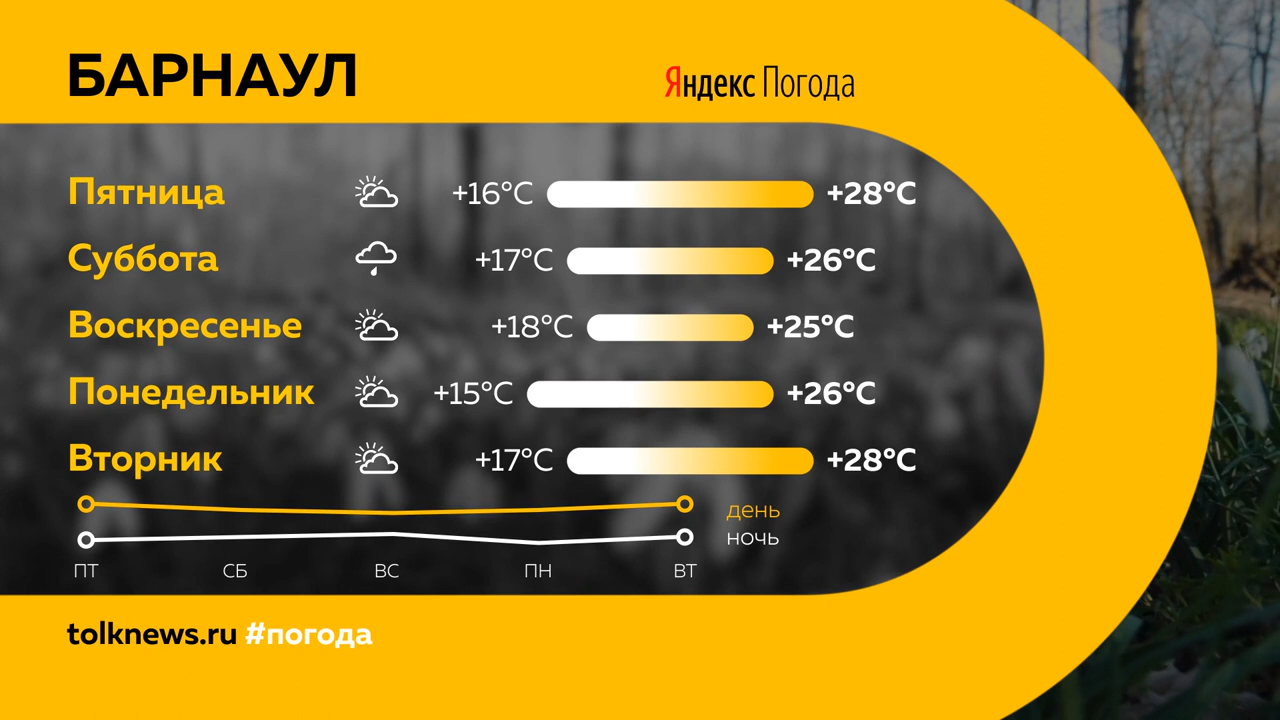 БАРНАУЛ
Яндекс Погода
Пятница +16°C +28°C
Суббота +17°C +26°C
Воскресенье +18°C +25°C
Понедельник +15°C +26°C
Вторник +17°C +28°C
день
ночь
ПТ СБ ВС ПН ВТ
tolknews.ru #погода